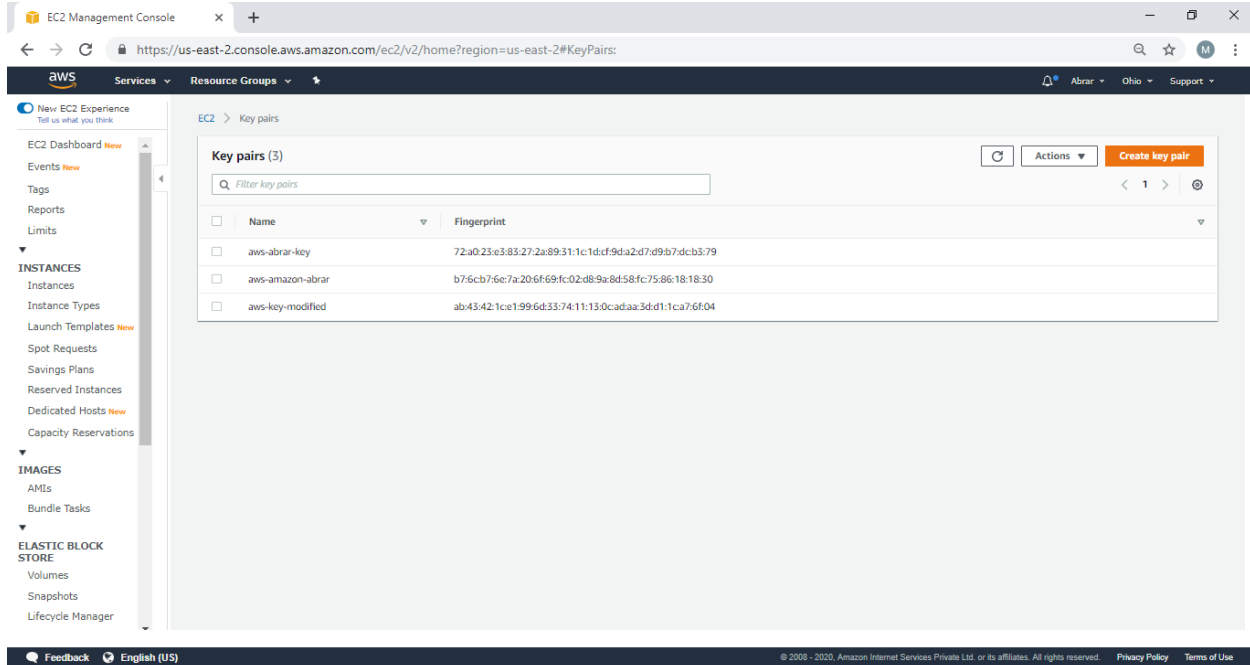 EC2 Management Console
https://us-east-2.console.aws.amazon.com/ec2/v2/home?region=us-east-2#KeyPairs:
M
aws Services Resource Groups Abrar Ohio Support
New EC2 Experience
Tell us what you think
EC2 Dashboard New
Events New
Tags
Reports
Limits
INSTANCES
Instances
Instance Types
Launch Templates New
Spot Requests
Savings Plans
Reserved Instances
Dedicated Hosts New
Capacity Reservations
IMAGES
AMIs
Bundle Tasks
ELASTIC BLOCK
STORE
Volumes
Snapshots
Lifecycle Manager
EC2 > Key pairs
Key pairs (3) Actions Create key pair
Filter key pairs 1
Name Fingerprint
aws-abrar-key 72:a0:23:e3:83:27:2a:89:31:1c:1d:cf:9d:a2:d7:d9:b7:dc:b3:79
aws-amazon-abrar b7:6c:b7:6e:7a:20:6f:69:fc:02:d8:9a:8d:58:fc:75:86:18:18:30
aws-key-modified ab:43:42:1c:e1:99:6d:33:74:11:13:0c:ad:aa:3d:d1:1c:a7:6f:04
Feedback English (US) © 2008 - 2020, Amazon Internet Services Private Ltd. or its affiliates. All rights reserved. Privacy Policy Terms of Use